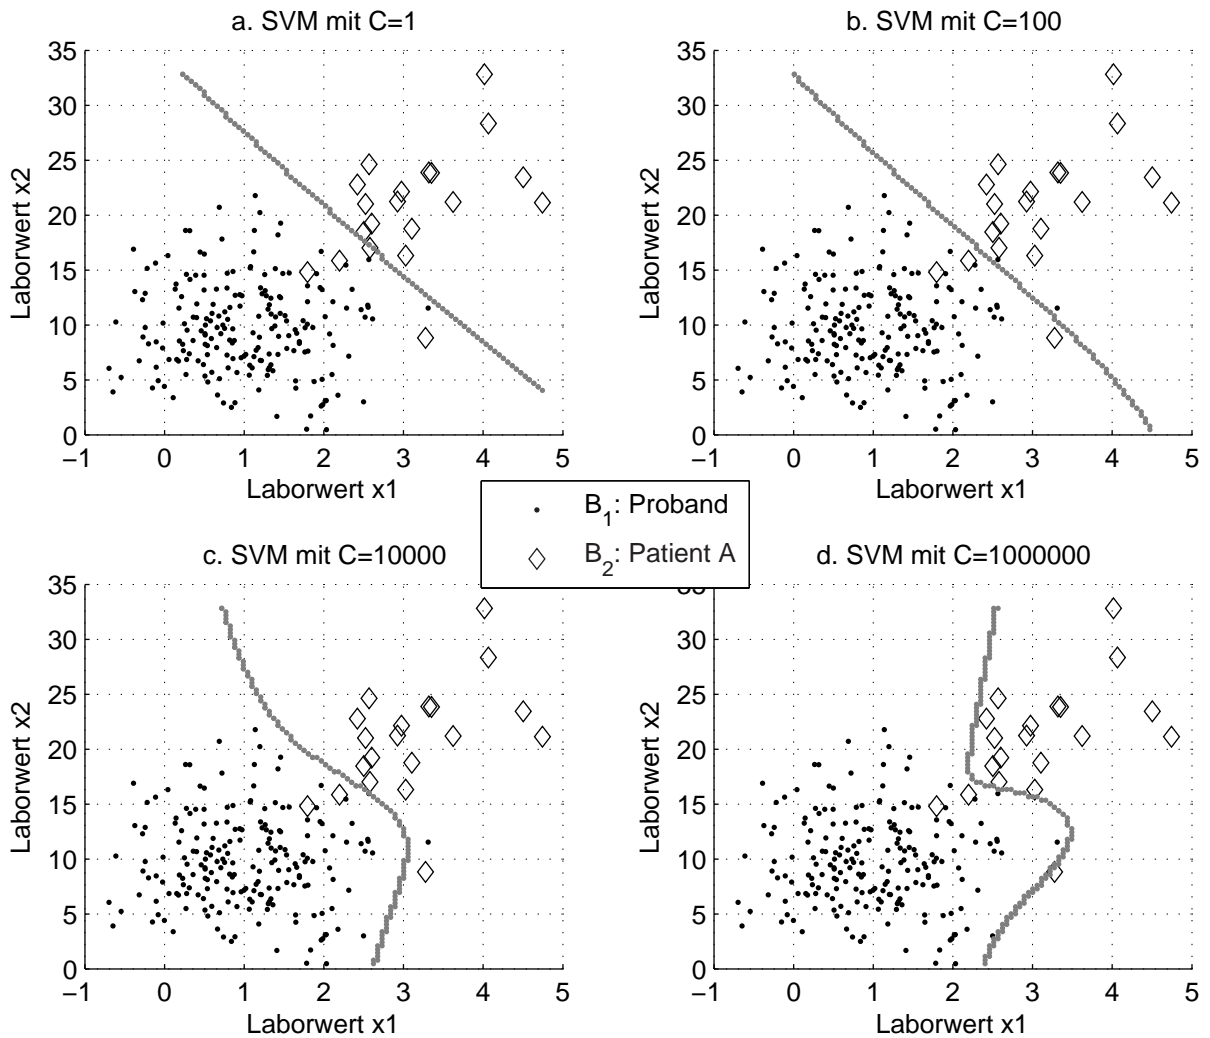 a. SVM mit C=1
b. SVM mit C=100
35
30
25
20
15
10
5
0
Laborwert x2
−1 0 1 2 3 4 5
Laborwert x1
35
30
25
20
15
10
5
0
Laborwert x2
−1 0 1 2 3 4 5
Laborwert x1
B1: Proband
B2: Patient A
c. SVM mit C=10000
d. SVM mit C=1000000
35
30
25
20
15
10
5
0
Laborwert x2
−1 0 1 2 3 4 5
Laborwert x1
35
30
25
20
15
10
5
0
Laborwert x2
−1 0 1 2 3 4 5
Laborwert x1